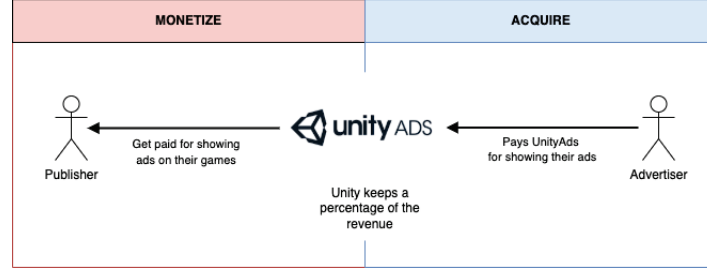 MONETIZE
ACQUIRE
unity ADS
Get paid for showing
ads on their games
Pays UnityAds
for showing their ads
Publisher
Advertiser
Unity keeps a
percentage of the
revenue